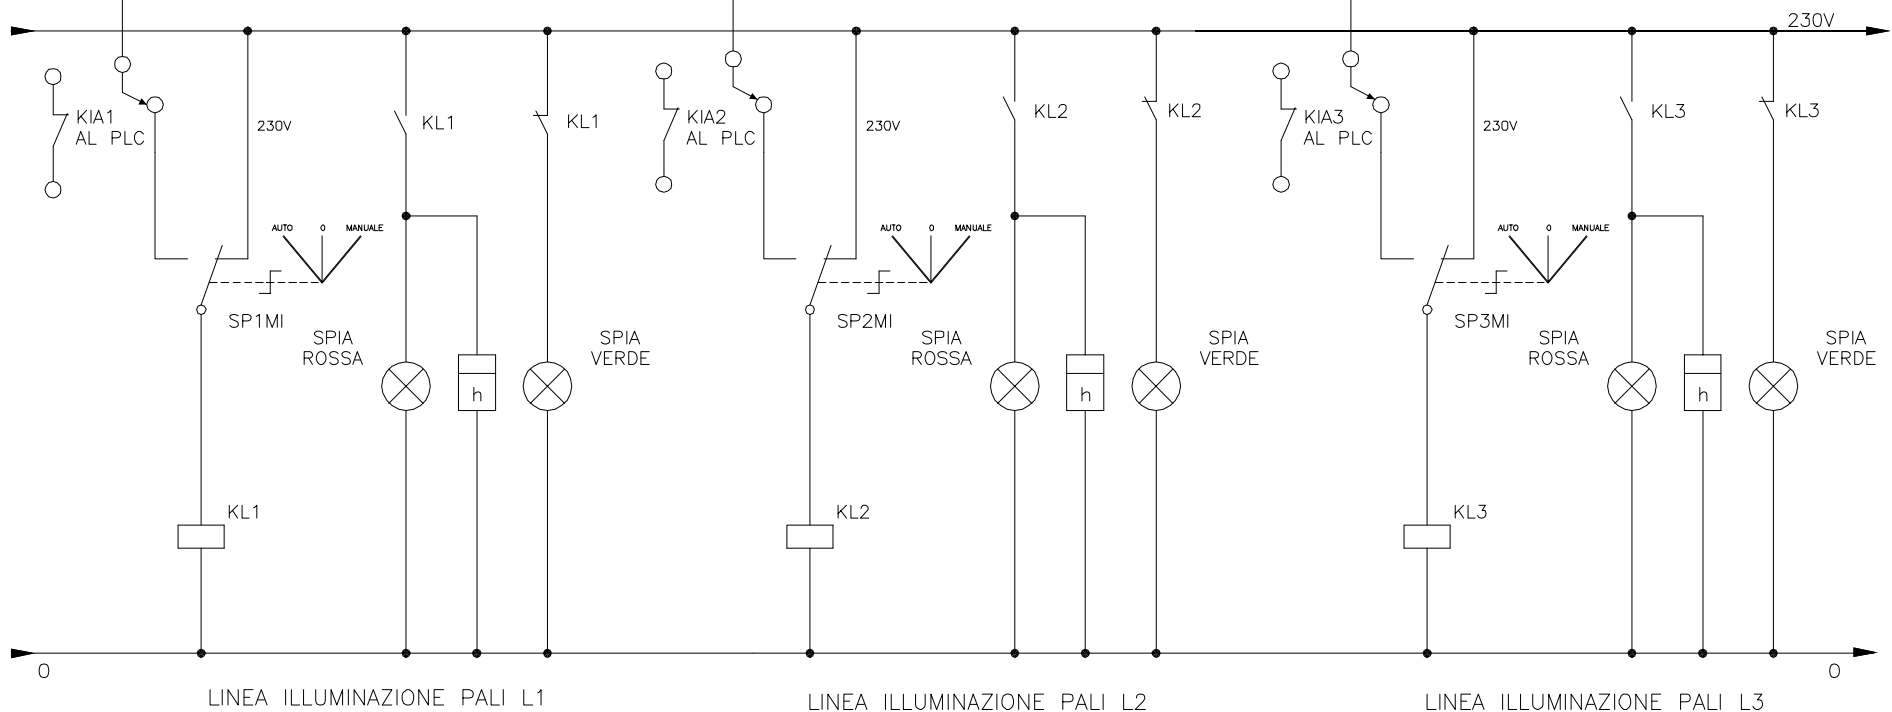 230V
KIA1
AL PLC
230V
KL1
KL1
KIA2
AL PLC
230V
KL2
KL2
KIA3
AL PLC
230V
KL3
KL3
AUTO 0 MANUALE
AUTO 0 MANUALE
AUTO 0 MANUALE
SP1MI
SPIA
ROSSA
SPIA
VERDE
SP2MI
SPIA
ROSSA
SPIA
VERDE
SP3MI
SPIA
ROSSA
SPIA
VERDE
h
h
h
KL1
KL2
KL3
0
0
LINEA ILLUMINAZIONE PALI L1
LINEA ILLUMINAZIONE PALI L2
LINEA ILLUMINAZIONE PALI L3